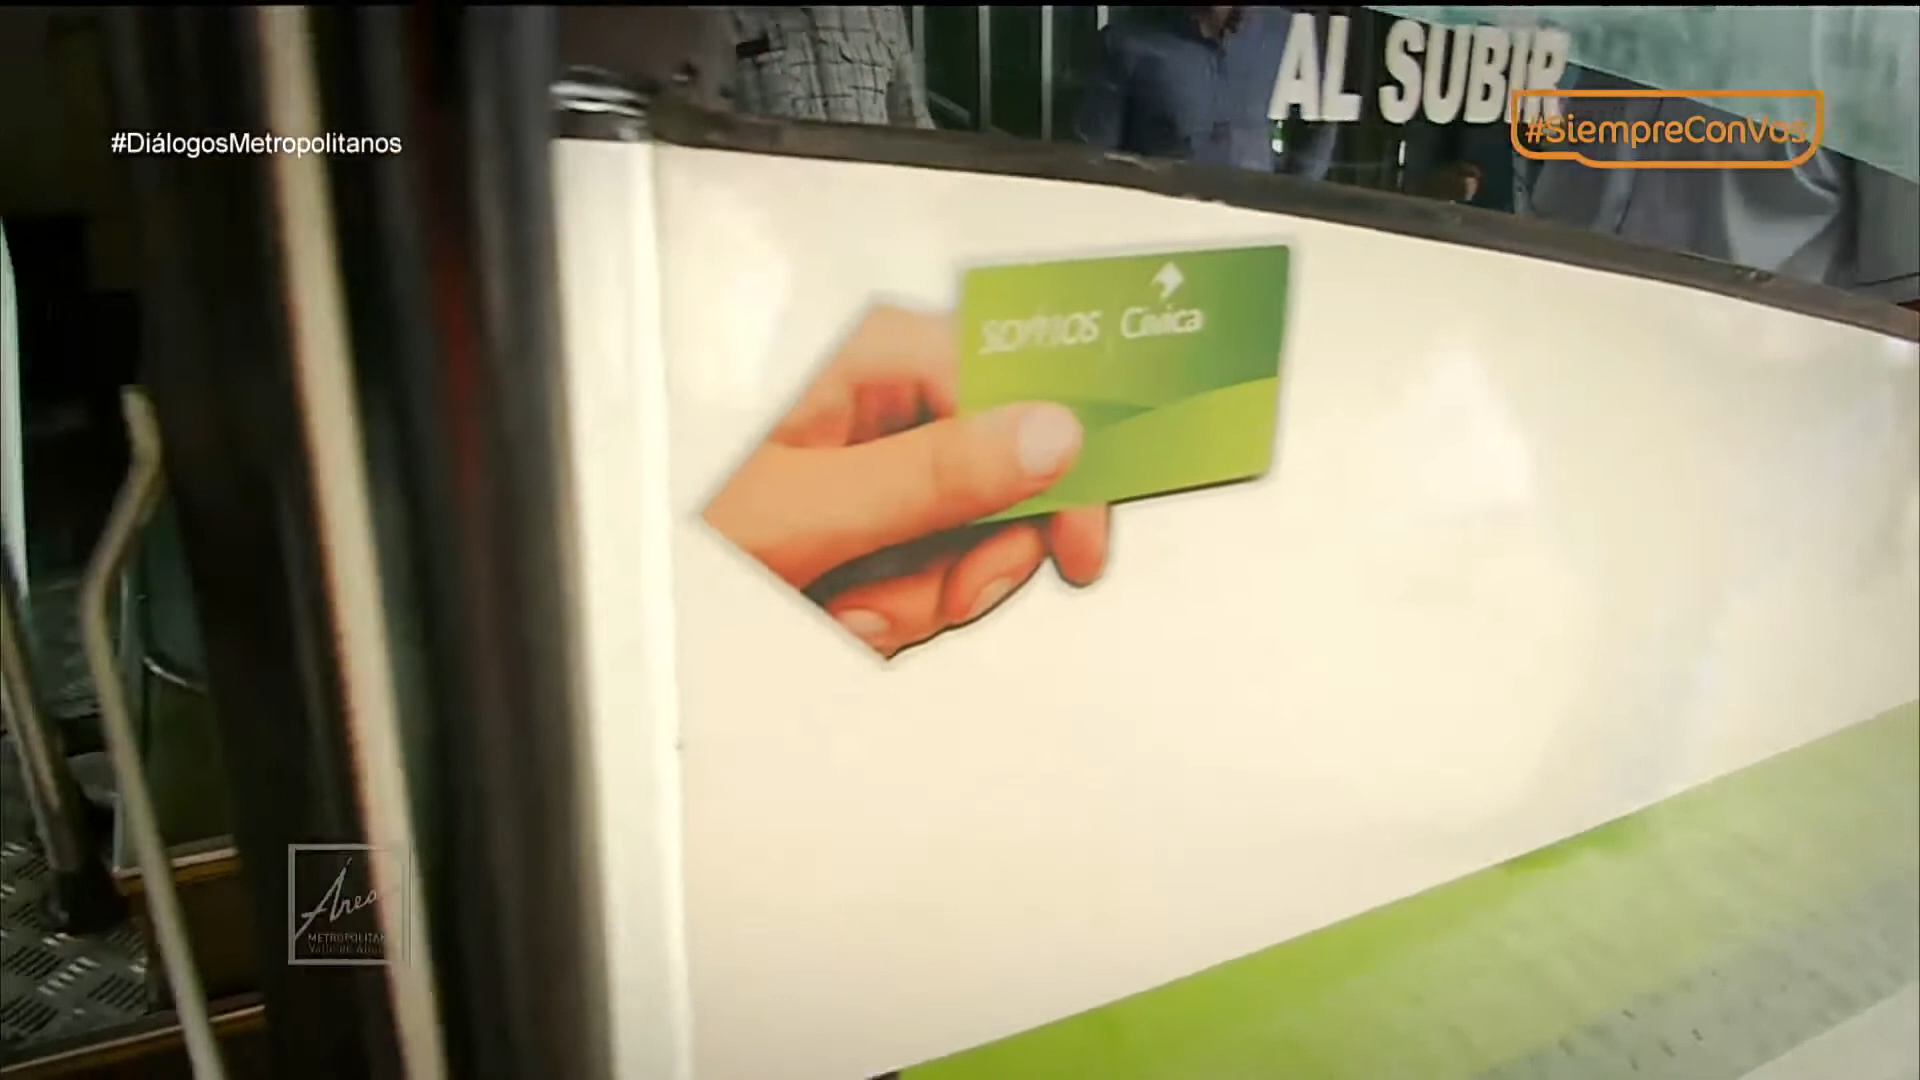 AL SUBIR
#SiempreConVos
#DiálogosMetropolitanos
somos Cívica
Área
METROPOLITANA